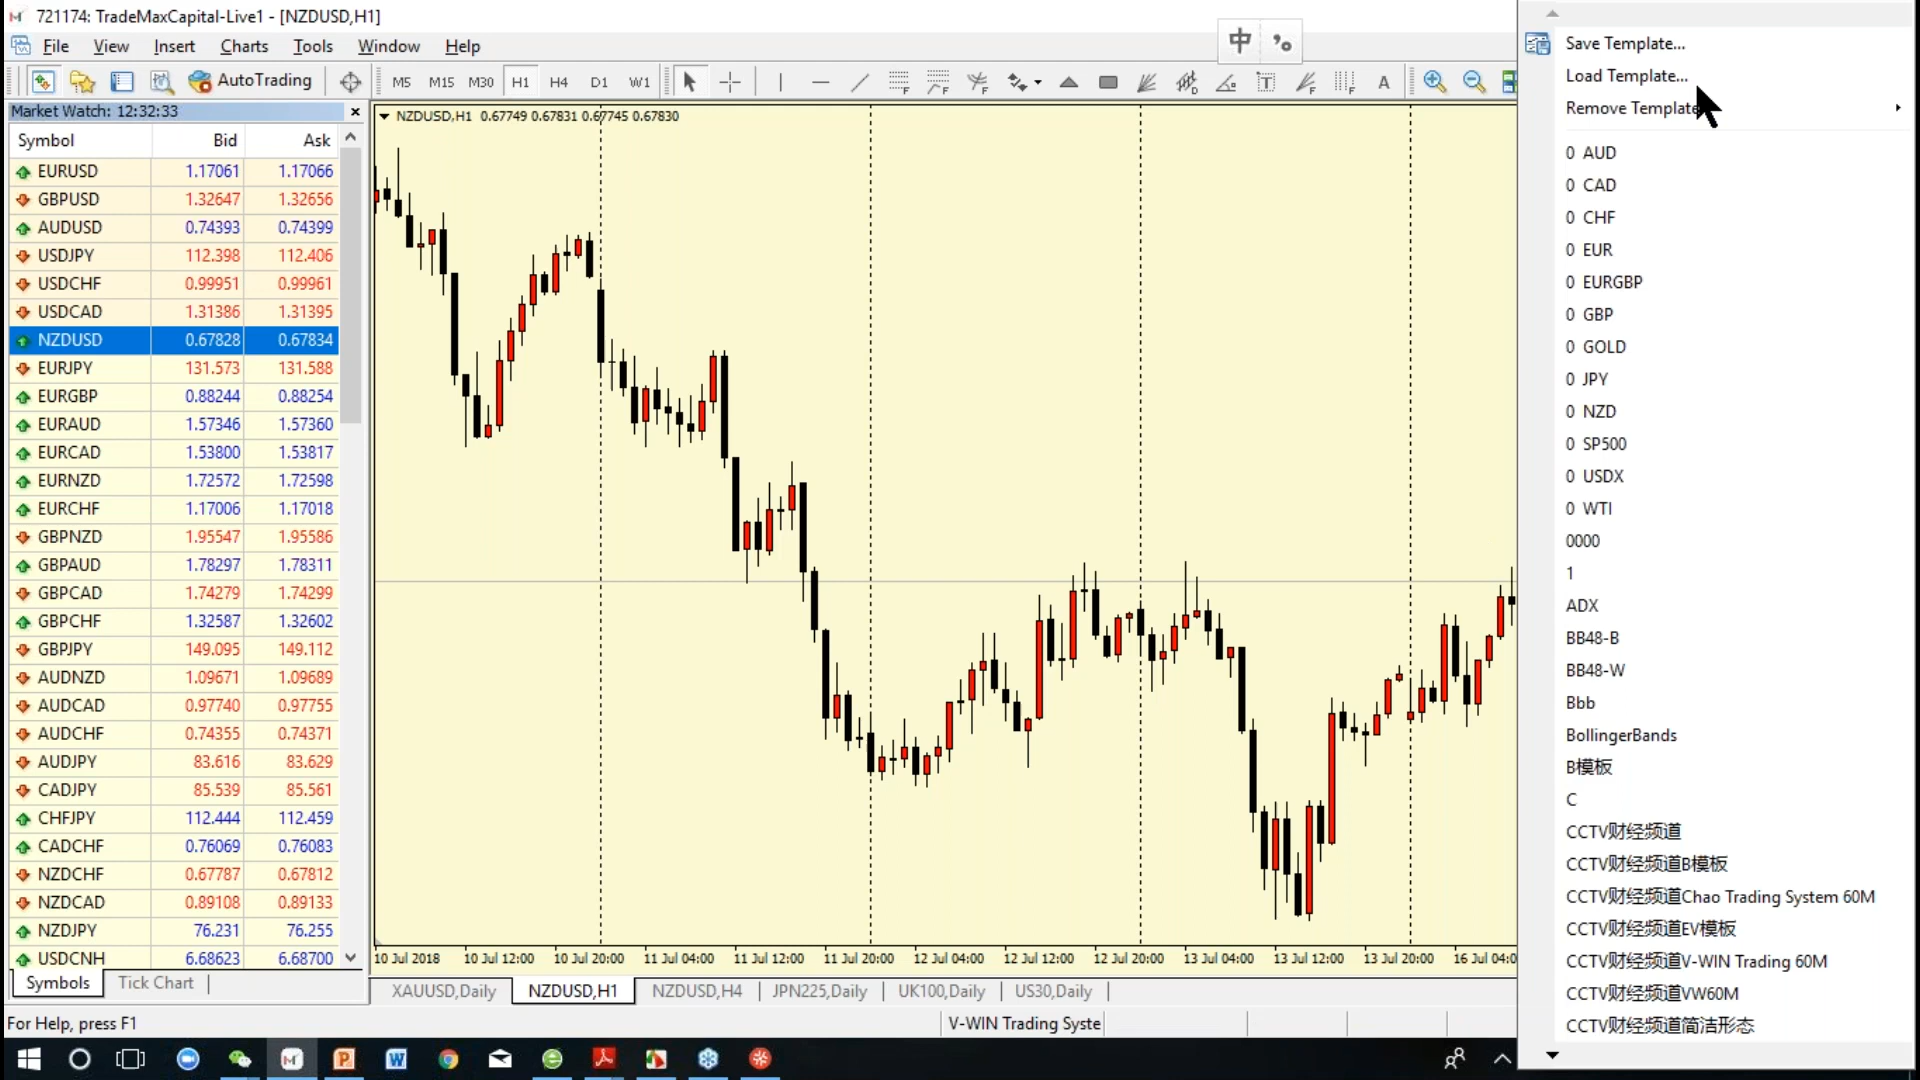 721174: TradeMaxCapital-Live1 - [NZDUSD,H1]
File View Insert Charts Tools Window Help
中 °
AutoTrading M5 M15 M30 H1 H4 D1 W1 T A
Market Watch: 12:32:33
Symbol Bid Ask
EURUSD 1.17061 1.17066
GBPUSD 1.32647 1.32656
AUDUSD 0.74393 0.74399
USDJPY 112.398 112.406
USDCHF 0.99951 0.99961
USDCAD 1.31386 1.31395
NZDUSD 0.67828 0.67834
EURJPY 131.573 131.588
EURGBP 0.88244 0.88254
EURAUD 1.57346 1.57360
EURCAD 1.53800 1.53817
EURNZD 1.72572 1.72598
EURCHF 1.17006 1.17018
GBPNZD 1.95547 1.95586
GBPAUD 1.78297 1.78311
GBPCAD 1.74279 1.74299
GBPCHF 1.32587 1.32602
GBPJPY 149.095 149.112
AUDNZD 1.09671 1.09689
AUDCAD 0.97740 0.97755
AUDCHF 0.74355 0.74371
AUDJPY 83.616 83.629
CADJPY 85.539 85.561
CHFJPY 112.444 112.459
CADCHF 0.76069 0.76083
NZDCHF 0.67787 0.67812
NZDCAD 0.89108 0.89133
NZDJPY 76.231 76.255
USDCNH 6.68623 6.68700
Symbols Tick Chart
NZDUSD,H1 0.67749 0.67831 0.67745 0.67830
10 Jul 2018 10 Jul 12:00 10 Jul 20:00 11 Jul 04:00 11 Jul 12:00 11 Jul 20:00 12 Jul 04:00 12 Jul 12:00 12 Jul 20:00 13 Jul 04:00 13 Jul 12:00 13 Jul 20:00 16 Jul 04:0
XAUUSD,Daily NZDUSD,H1 NZDUSD,H4 JPN225,Daily UK100,Daily US30,Daily
For Help, press F1
V-WIN Trading Syste
Save Template...
Load Template...
Remove Template
0 AUD
0 CAD
0 CHF
0 EUR
0 EURGBP
0 GBP
0 GOLD
0 JPY
0 NZD
0 SP500
0 USDX
0 WTI
0000
1
ADX
BB48-B
BB48-W
Bbb
BollingerBands
B模板
C
CCTV财经频道
CCTV财经频道B模板
CCTV财经频道Chao Trading System 60M
CCTV财经频道EV模板
CCTV财经频道V-WIN Trading 60M
CCTV财经频道VW60M
CCTV财经频道简洁形态